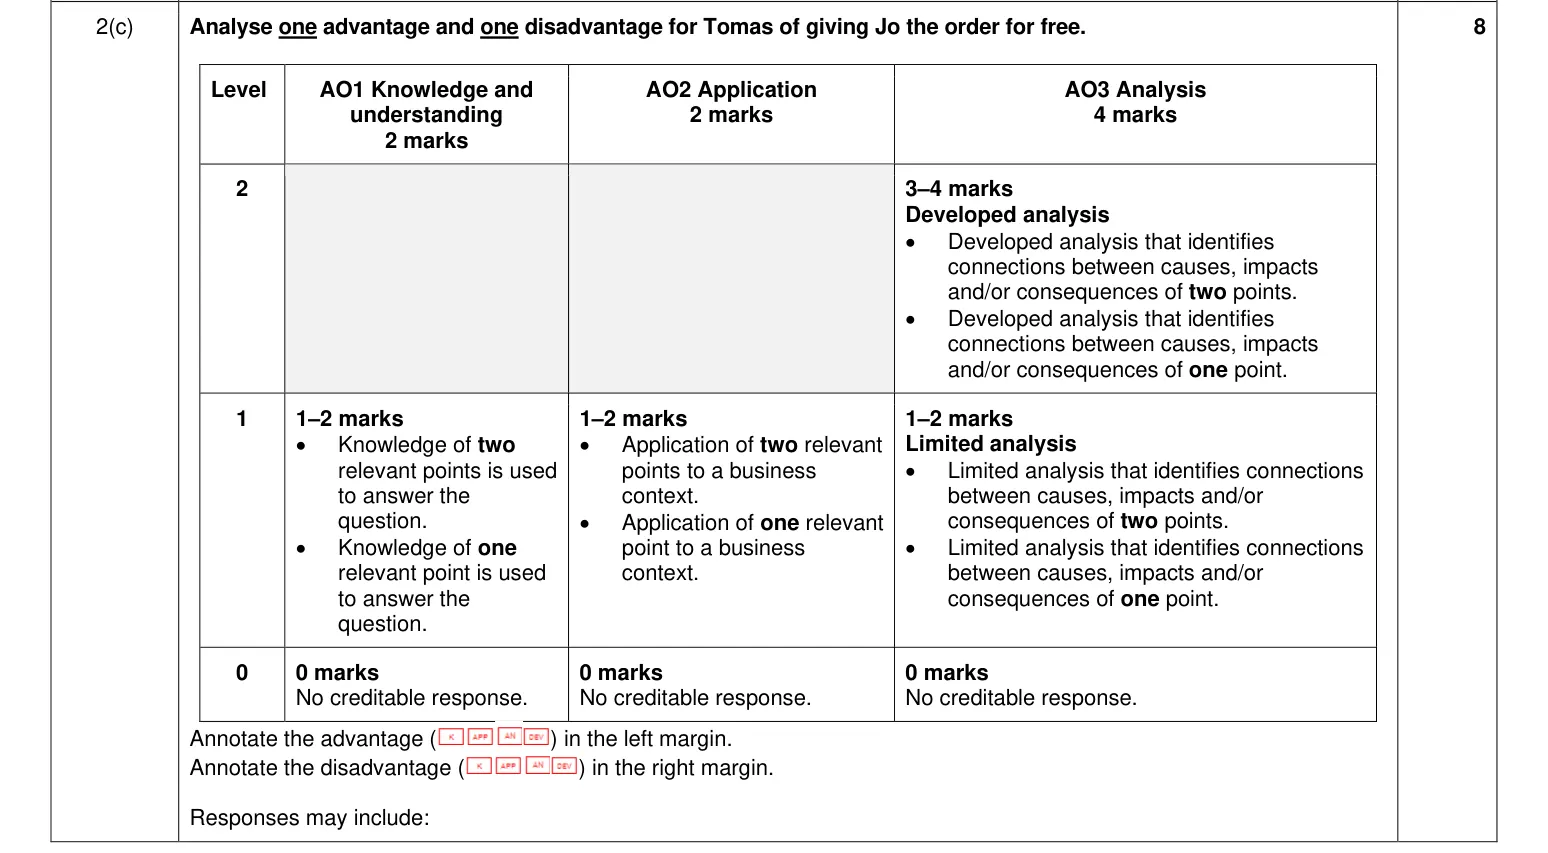 2(c)
Analyse one advantage and one disadvantage for Tomas of giving Jo the order for free.
8
Level
AO1 Knowledge and
understanding
2 marks
AO2 Application
2 marks
AO3 Analysis
4 marks
2
3–4 marks
Developed analysis
• Developed analysis that identifies
connections between causes, impacts
and/or consequences of two points.
• Developed analysis that identifies
connections between causes, impacts
and/or consequences of one point.
1
1–2 marks
• Knowledge of two
relevant points is used
to answer the
question.
• Knowledge of one
relevant point is used
to answer the
question.
1–2 marks
• Application of two relevant
points to a business
context.
• Application of one relevant
point to a business
context.
1–2 marks
Limited analysis
• Limited analysis that identifies connections
between causes, impacts and/or
consequences of two points.
• Limited analysis that identifies connections
between causes, impacts and/or
consequences of one point.
0
0 marks
No creditable response.
0 marks
No creditable response.
0 marks
No creditable response.
Annotate the advantage (K APP AN DEV) in the left margin.
Annotate the disadvantage (K APP AN DEV) in the right margin.
Responses may include: